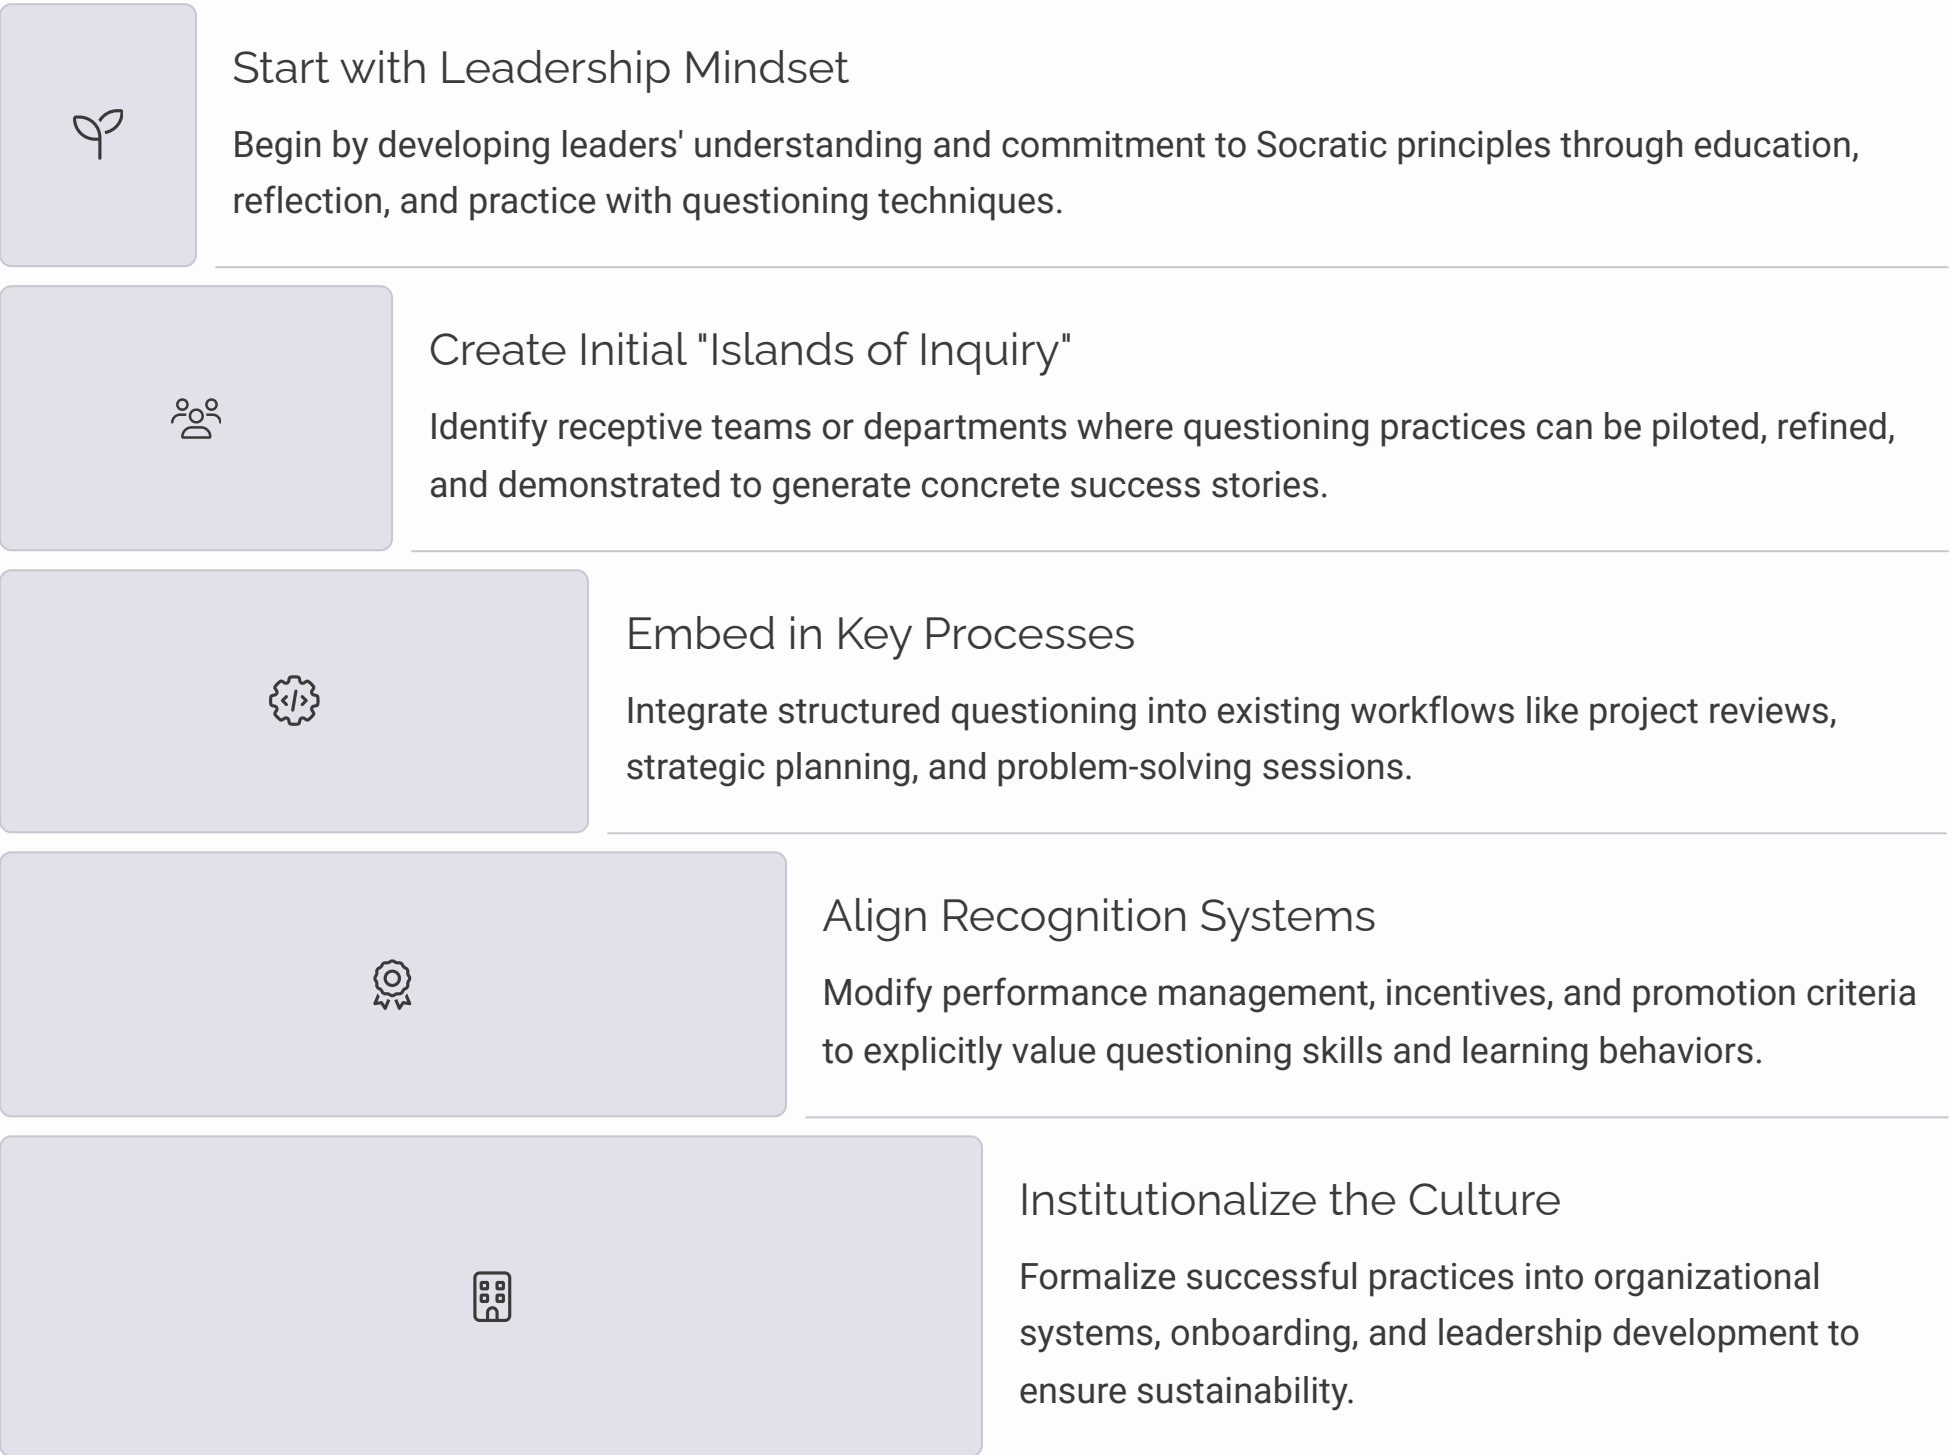 Start with Leadership Mindset
Begin by developing leaders' understanding and commitment to Socratic principles through education,
reflection, and practice with questioning techniques.
Create Initial "Islands of Inquiry"
Identify receptive teams or departments where questioning practices can be piloted, refined,
and demonstrated to generate concrete success stories.
Embed in Key Processes
Integrate structured questioning into existing workflows like project reviews,
strategic planning, and problem-solving sessions.
Align Recognition Systems
Modify performance management, incentives, and promotion criteria
to explicitly value questioning skills and learning behaviors.
Institutionalize the Culture
Formalize successful practices into organizational
systems, onboarding, and leadership development to
ensure sustainability.